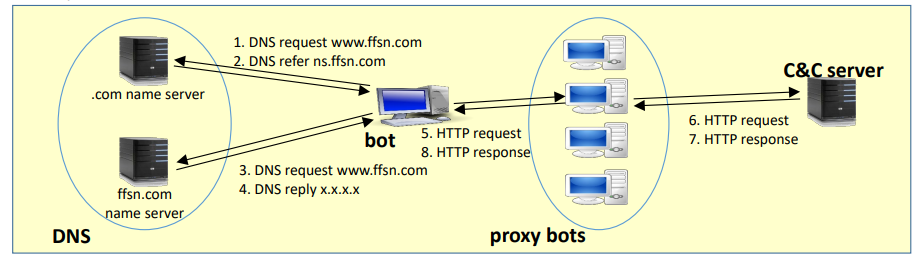 1. DNS request www.ffsn.com
2. DNS refer ns.ffsn.com
.com name server
C&C server
bot
5. HTTP request
8. HTTP response
6. HTTP request
7. HTTP response
3. DNS request www.ffsn.com
4. DNS reply x.x.x.x
ffsn.com
name server
DNS
proxy bots